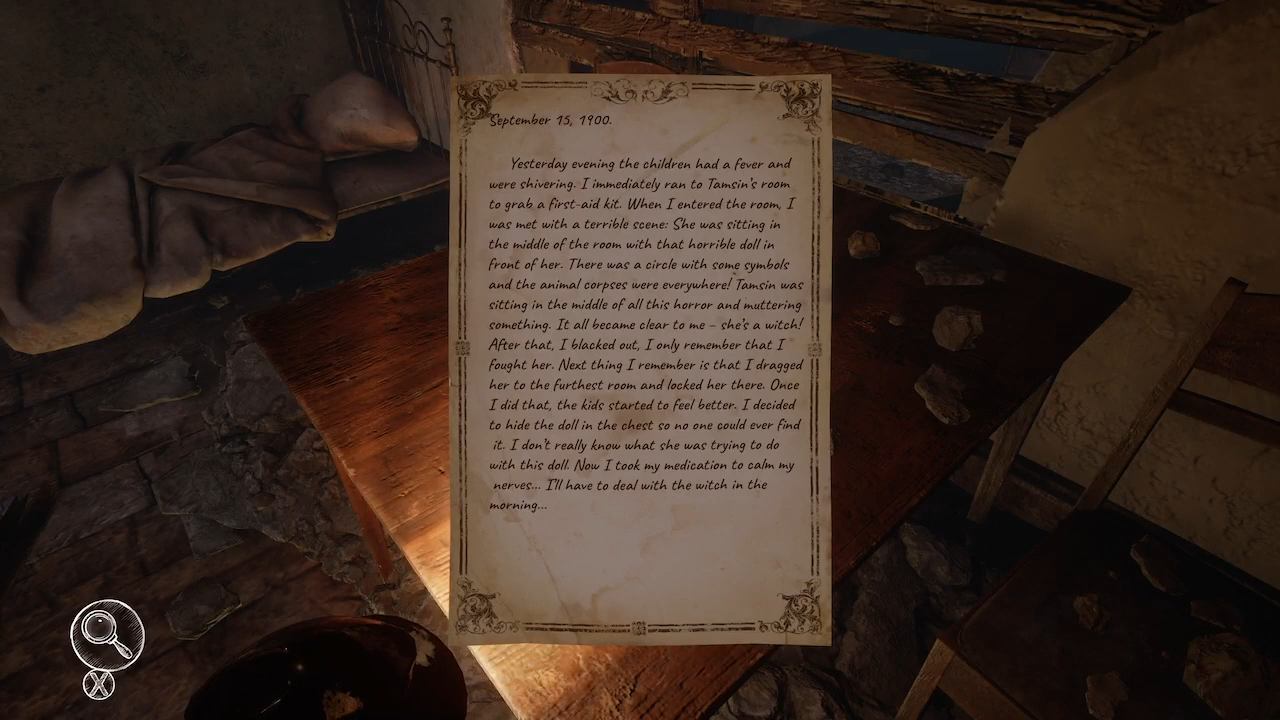 September 15, 1900.
Yesterday evening the children had a fever and
were shivering. I immediately ran to Tamsin's room
to grab a first-aid kit. When I entered the room, I
was met with a terrible scene: She was sitting in
the middle of the room with that horrible doll in
front of her. There was a circle with some symbols
and the animal corpses were everywhere! Tamsin was
sitting in the middle of all this horror and muttering
something. It all became clear to me – she's a witch!
After that, I blacked out, I only remember that I
fought her. Next thing I remember is that I dragged
her to the furthest room and locked her there. Once
I did that, the kids started to feel better. I decided
to hide the doll in the chest so no one could ever find
it. I don't really know what she was trying to do
with this doll. Now I took my medication to calm my
nerves... I'll have to deal with the witch in the
morning...
X